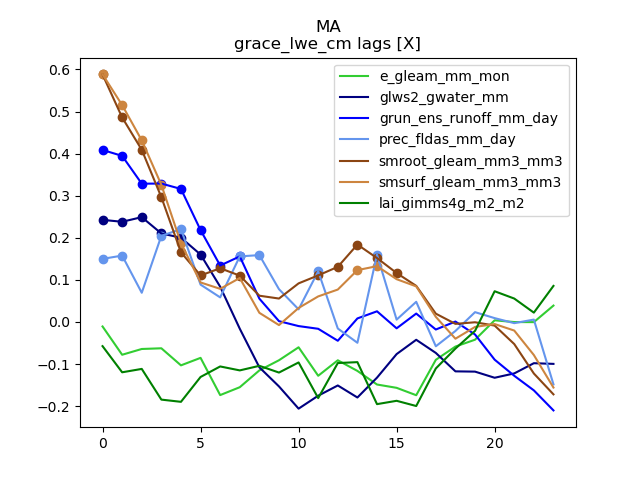 MA
grace_lwe_cm lags [X]
0.6
0.5
0.4
0.3
0.2
0.1
0.0
−0.1
−0.2
0
5
10
15
20
e_gleam_mm_mon
glws2_gwater_mm
grun_ens_runoff_mm_day
prec_fldas_mm_day
smroot_gleam_mm3_mm3
smsurf_gleam_mm3_mm3
lai_gimms4g_m2_m2